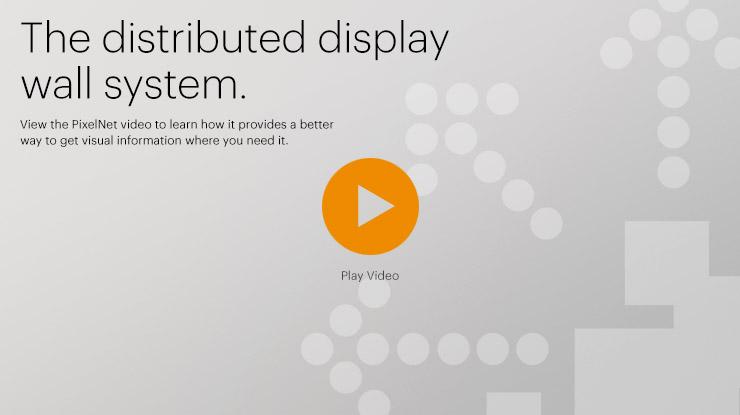 The distributed display
wall system.
View the PixelNet video to learn how it provides a better
way to get visual information where you need it.
Play Video